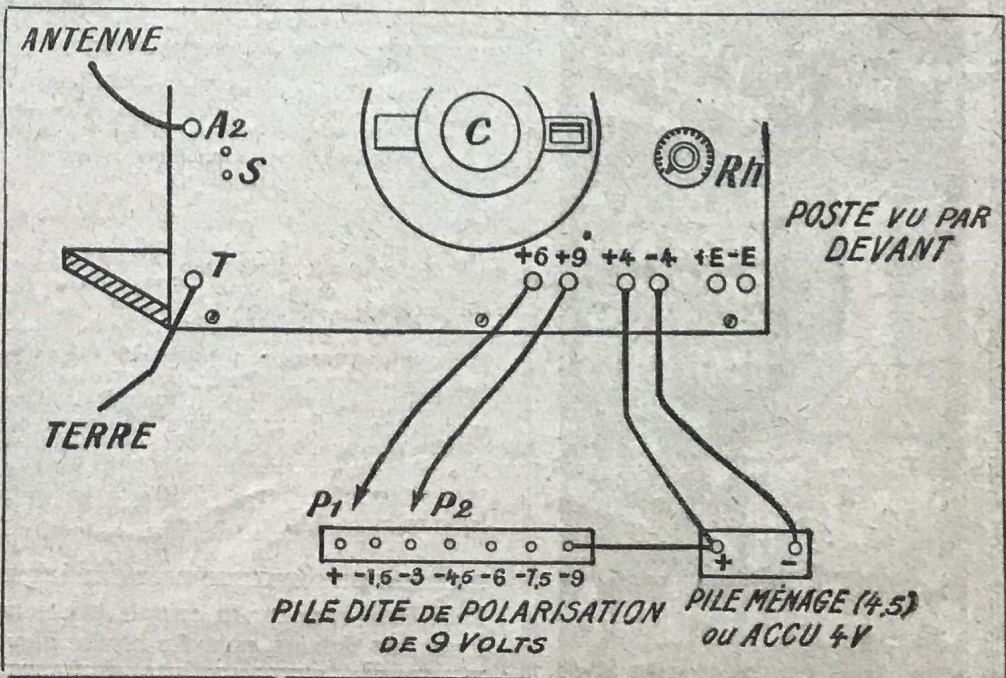 ANTENNE
A2
S
C
Rh
POSTE VU PAR
DEVANT
T
+6 +9 +4 -4 +E -E
TERRE
P1 P2
+ -1,5 -3 -4,5 -6 -7,5 -9
+ -
PILE DITE DE POLARISATION
DE 9 VOLTS
PILE MÉNAGE (4,5)
OU ACCU 4V